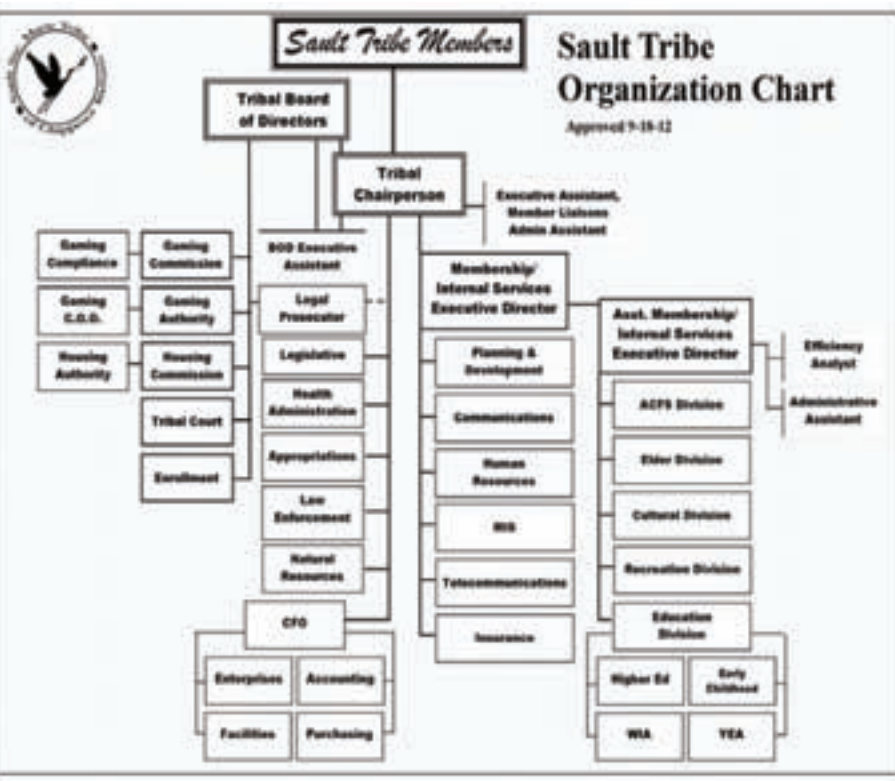 Sault Tribe Members
Sault Tribe
Organization Chart
Approved 9-18-12
Tribal Board
of Directors
Tribal
Chairperson
Executive Assistant,
Member Liaisons
Admin Assistant
Gaming
Compliance
Gaming
Commission
BOD Executive
Assistant
Membership/
Internal Services
Executive Director
Gaming
C.O.O.
Gaming
Authority
Legal
Prosecutor
Asst. Membership/
Internal Services
Executive Director
Efficiency
Analyst
Administrative
Assistant
Housing
Authority
Housing
Commission
Legislative
Planning &
Development
Tribal Court
Health
Administration
Communications
ACFS Division
Enrollment
Appropriations
Human
Resources
Elder Division
Law
Enforcement
MIS
Cultural Division
Natural
Resources
Telecommunications
Recreation Division
CFO
Insurance
Education
Division
Enterprises
Accounting
Higher Ed
Early
Childhood
Facilities
Purchasing
WIA
YEA